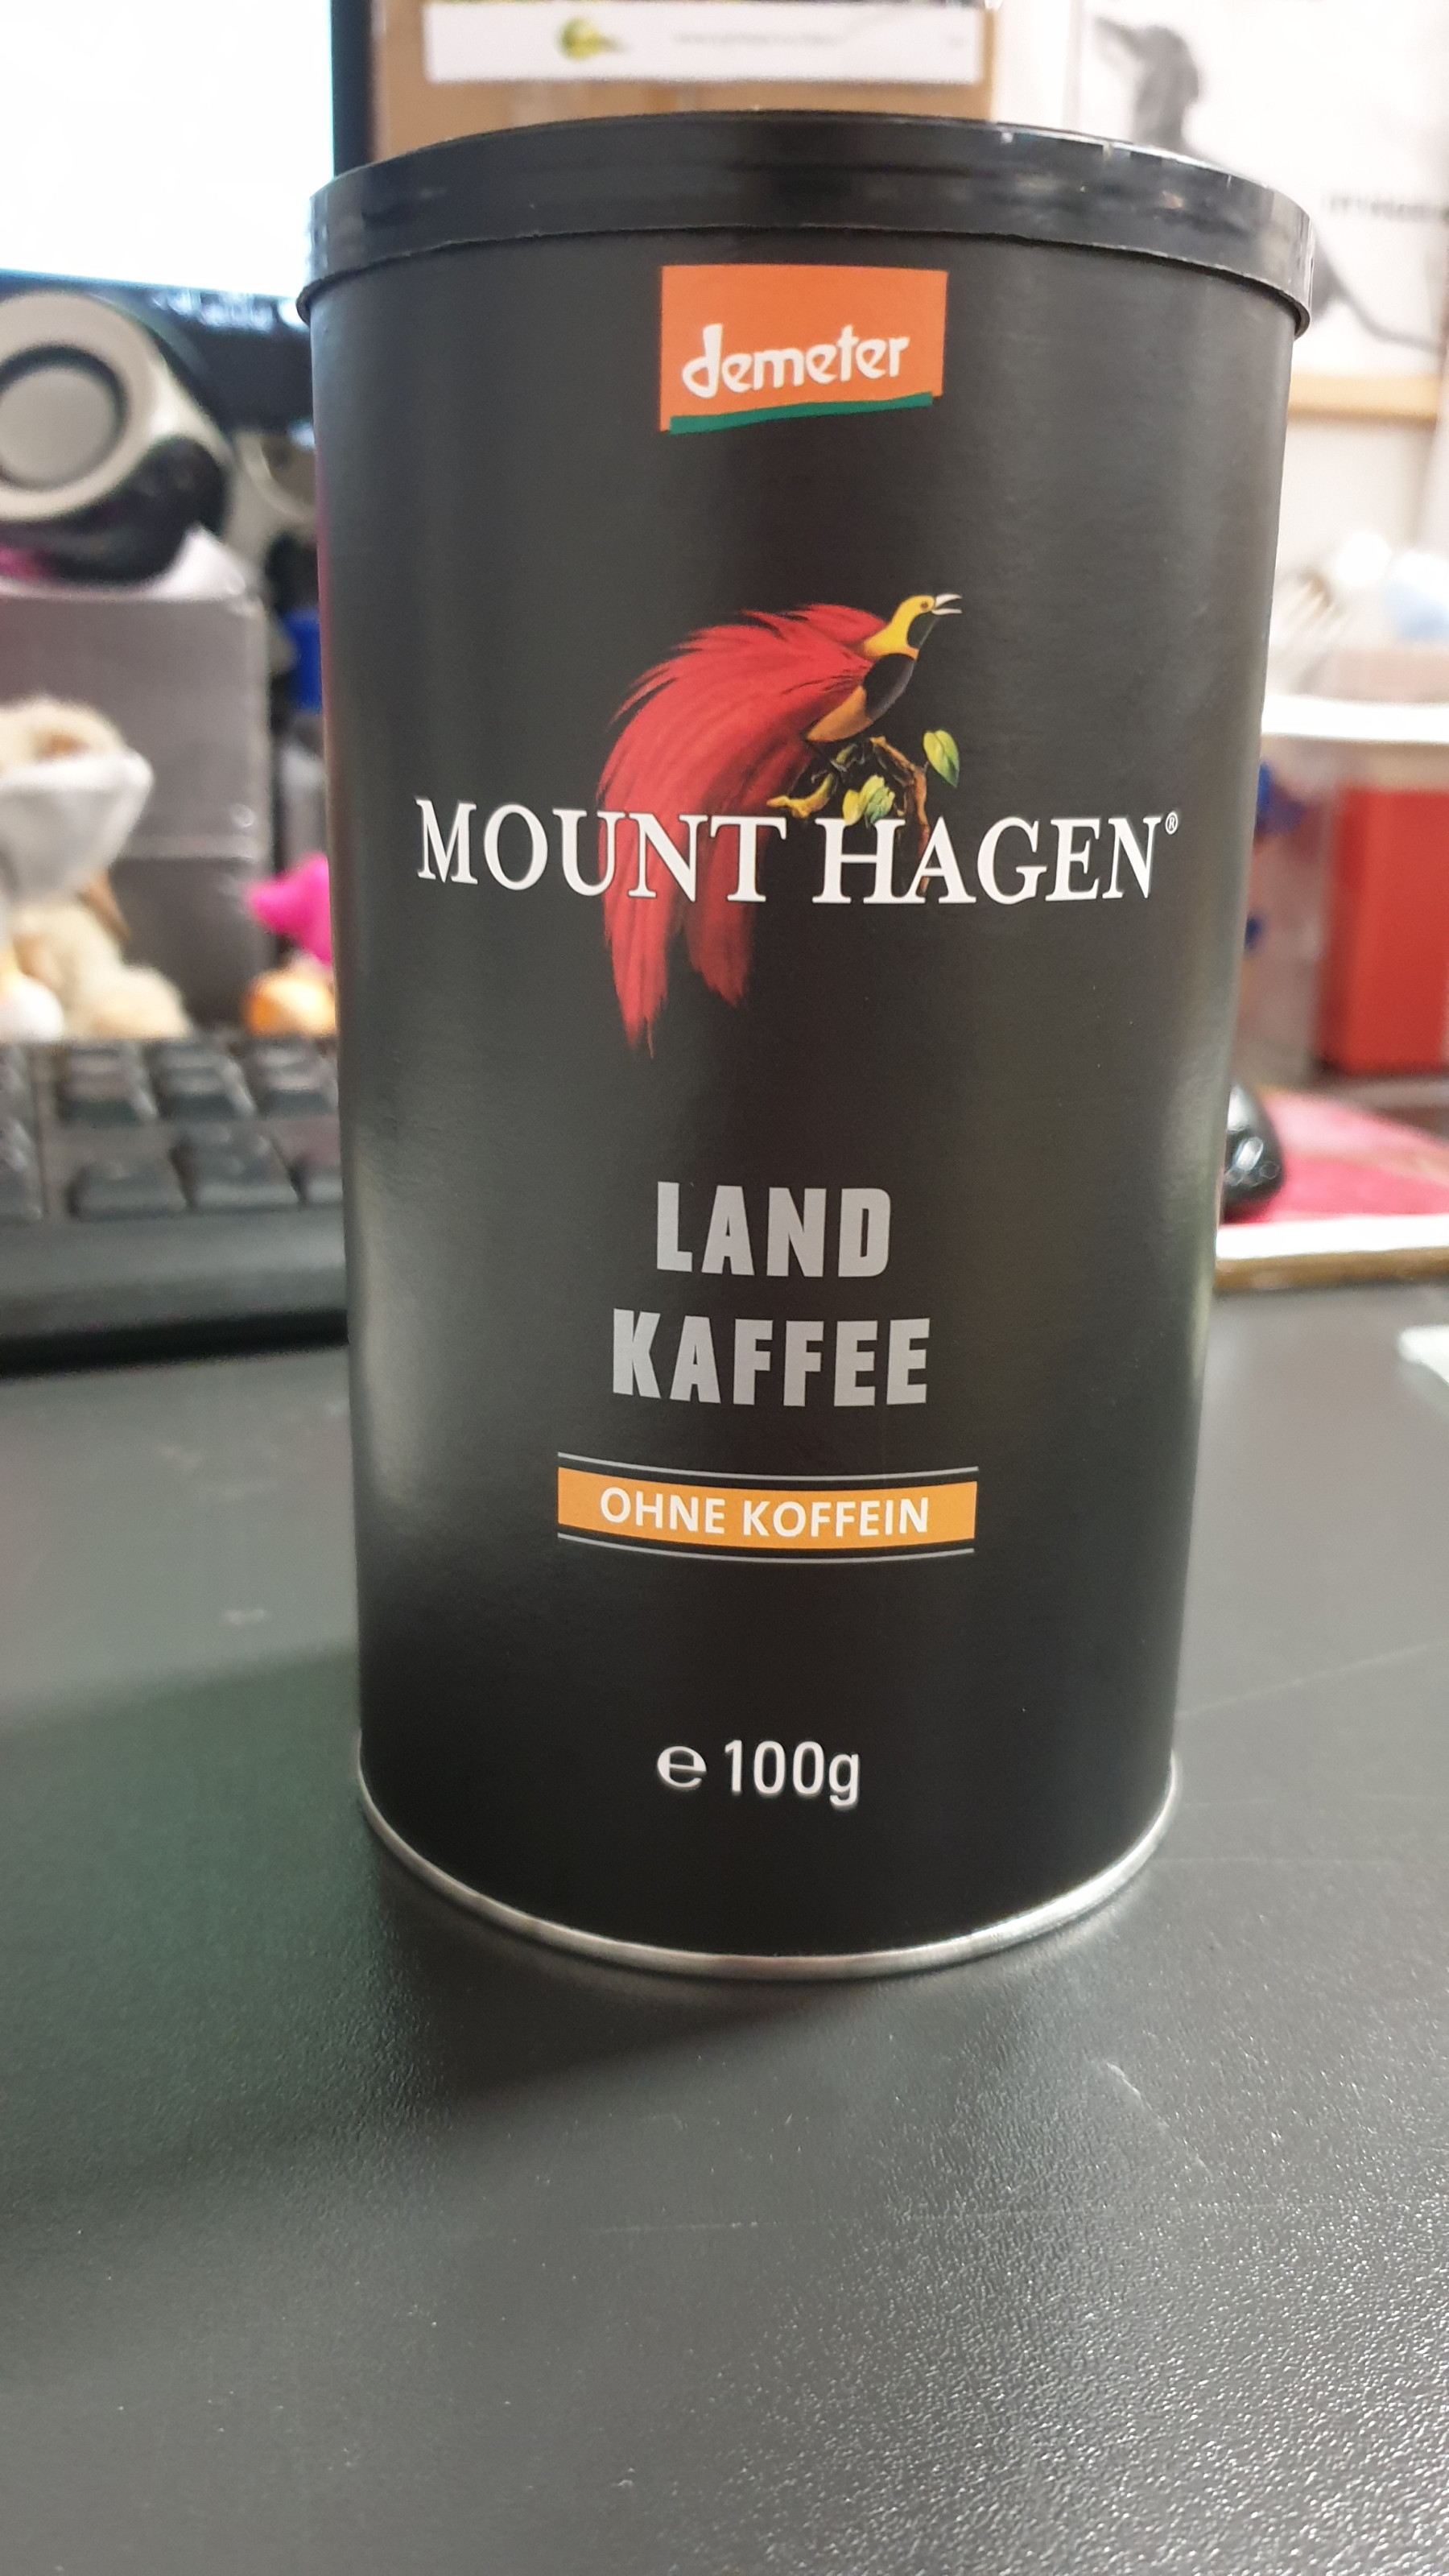 demeter
MOUNT HAGEN®
LAND
KAFFEE
OHNE KOFFEIN
℮ 100g